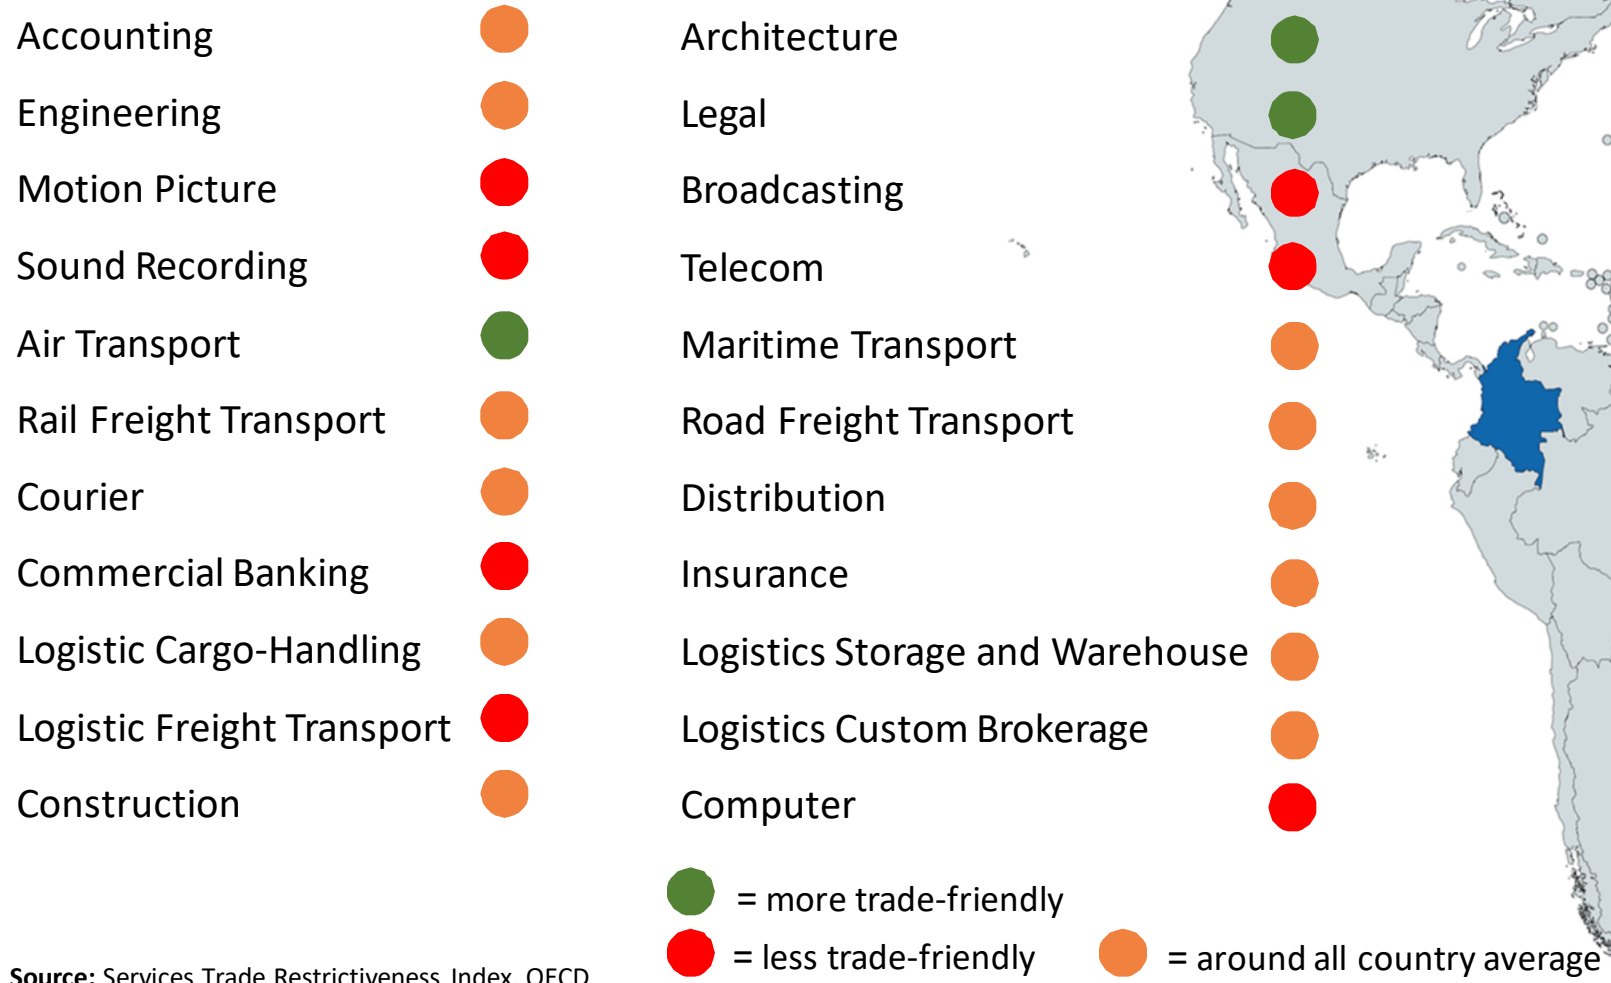 Accounting
Architecture
Engineering
Legal
Motion Picture
Broadcasting
Sound Recording
Telecom
Air Transport
Maritime Transport
Rail Freight Transport
Road Freight Transport
Courier
Distribution
Commercial Banking
Insurance
Logistic Cargo-Handling
Logistics Storage and Warehouse
Logistic Freight Transport
Logistics Custom Brokerage
Construction
Computer
= more trade-friendly
= less trade-friendly
= around all country average
Source: Services Trade Restrictiveness Index, OECD